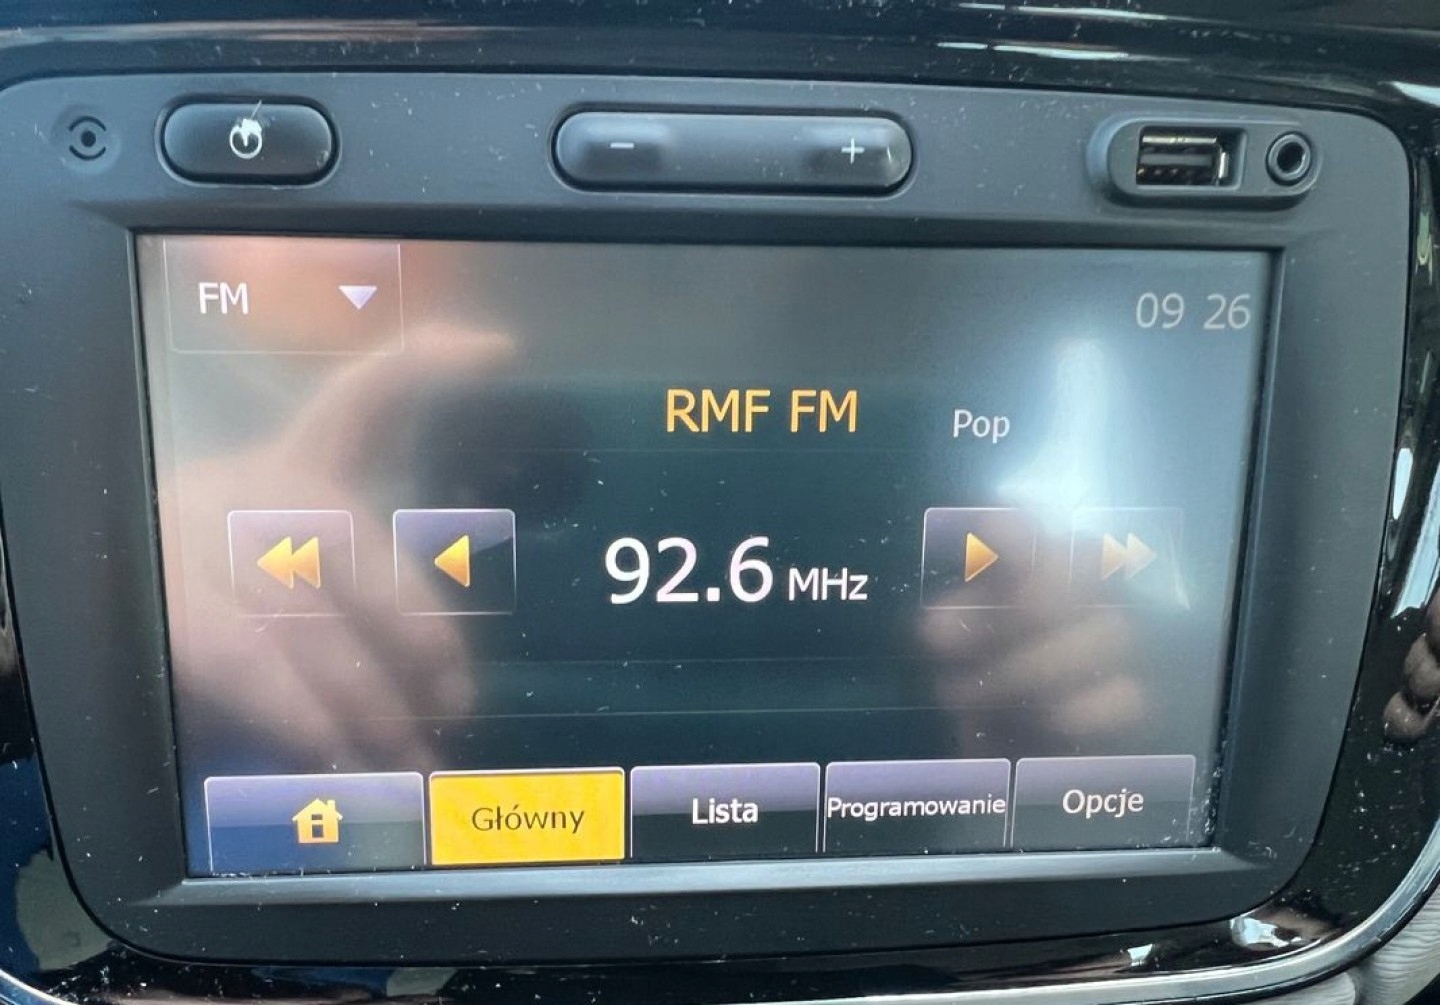 − +
FM
09 26
RMF FM Pop
92.6 MHz
Główny Lista Programowanie Opcje